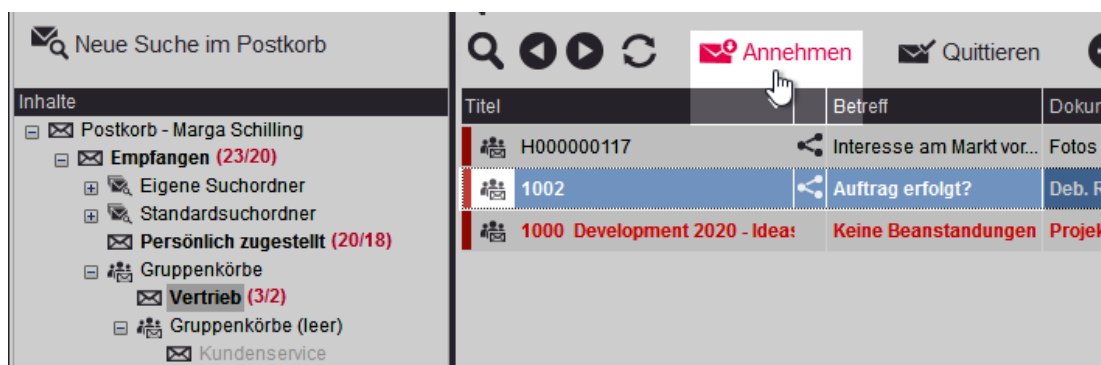 Neue Suche im Postkorb
Annehmen
Quittieren
Inhalte
Postkorb - Marga Schilling
Empfangen (23/20)
Eigene Suchordner
Standardsuchordner
Persönlich zugestellt (20/18)
Gruppenkörbe
Vertrieb (3/2)
Gruppenkörbe (leer)
Kundenservice
Titel Betreff Dokur
H000000117 Interesse am Markt vor... Fotos
1002 Auftrag erfolgt? Deb. R
1000 Development 2020 - Ideas Keine Beanstandungen Projek